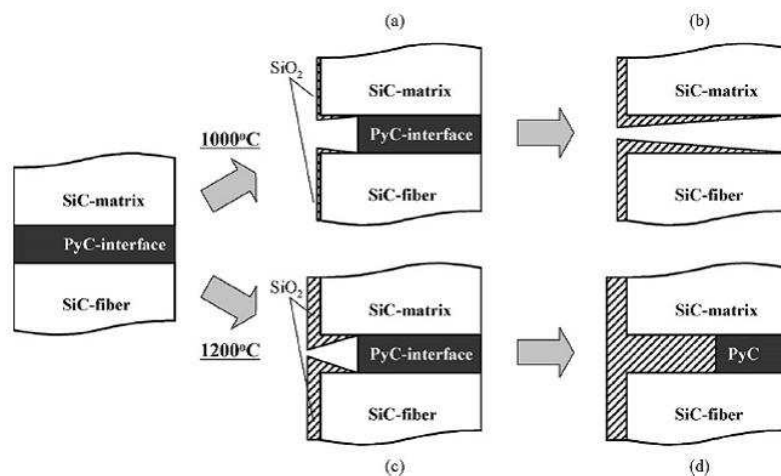 (a)
(b)
SiO₂
SiC-matrix
SiC-matrix
PyC-interface
1000°C
SiC-fiber
SiC-fiber
SiC-matrix
PyC-interface
SiC-fiber
SiO₂
1200°C
SiC-matrix
SiC-matrix
PyC-interface
PyC
SiC-fiber
SiC-fiber
(c)
(d)